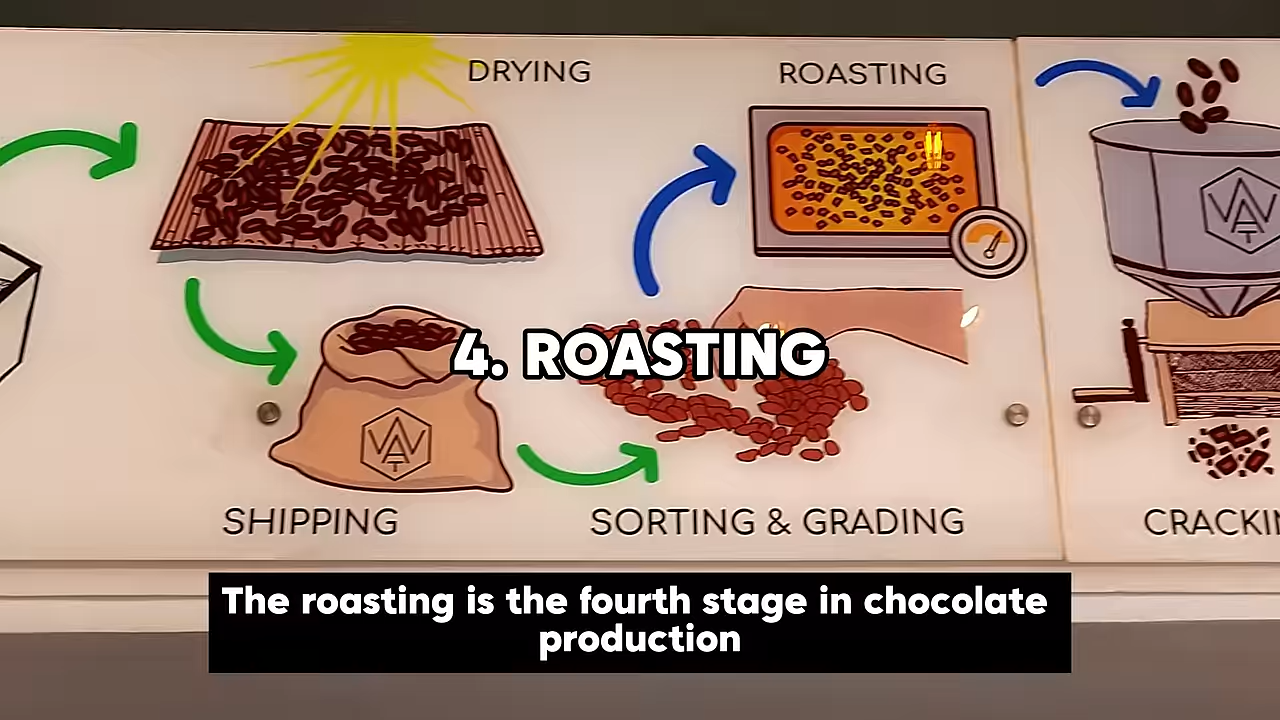 DRYING
ROASTING
4. ROASTING
SHIPPING
SORTING & GRADING
The roasting is the fourth stage in chocolate
production